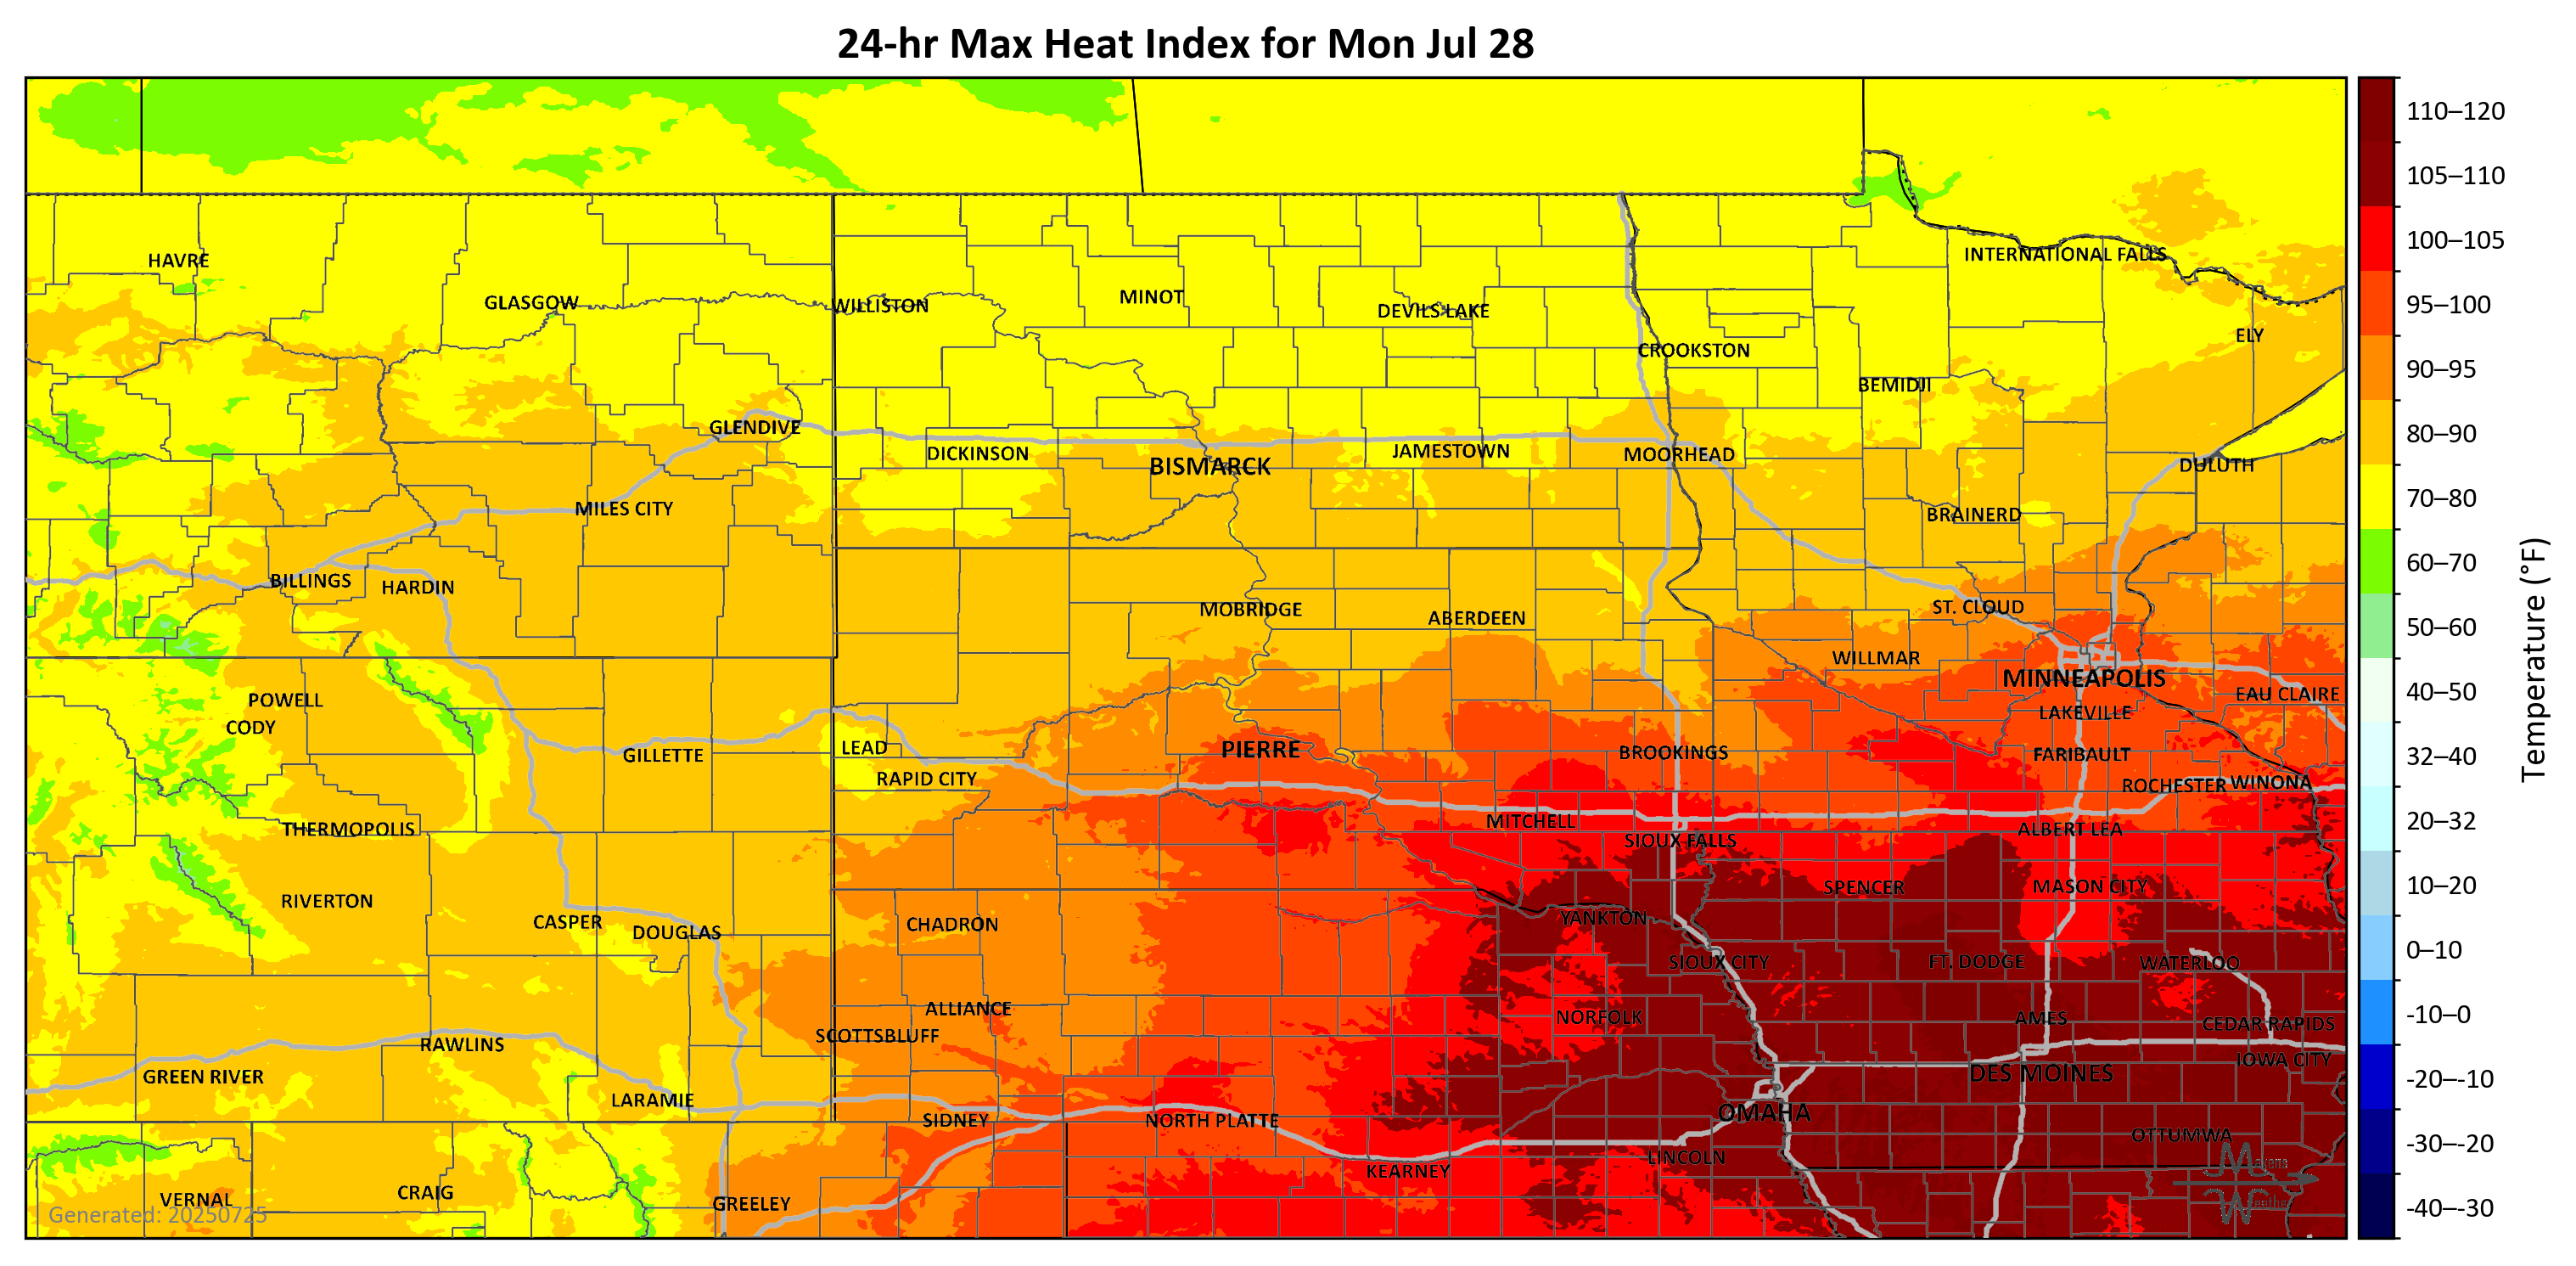 24-hr Max Heat Index for Mon Jul 28
HAVRE
GLASGOW
WILLISTON
MINOT
DEVILS LAKE
CROOKSTON
INTERNATIONAL FALLS
ELY
BEMIDJI
GLENDIVE
DICKINSON
BISMARCK
JAMESTOWN
MOORHEAD
DULUTH
MILES CITY
BRAINERD
BILLINGS
HARDIN
MOBRIDGE
ABERDEEN
ST. CLOUD
WILLMAR
MINNEAPOLIS
EAU CLAIRE
POWELL
CODY
LAKEVILLE
GILLETTE
LEAD
PIERRE
BROOKINGS
FARIBAULT
RAPID CITY
ROCHESTER
WINONA
THERMOPOLIS
MITCHELL
SIOUX FALLS
ALBERT LEA
RIVERTON
SPENCER
MASON CITY
CASPER
DOUGLAS
CHADRON
YANKTON
SIOUX CITY
FT. DODGE
WATERLOO
ALLIANCE
NORFOLK
AMES
CEDAR RAPIDS
SCOTTSBLUFF
RAWLINS
IOWA CITY
GREEN RIVER
DES MOINES
LARAMIE
SIDNEY
NORTH PLATTE
OMAHA
OTTUMWA
LINCOLN
KEARNEY
VERNAL
CRAIG
GREELEY
Generated: 20250725
Makens
Weather
110–120
105–110
100–105
95–100
90–95
80–90
70–80
60–70
50–60
40–50
32–40
20–32
10–20
0–10
-10–0
-20–-10
-30–-20
-40–-30
Temperature (°F)